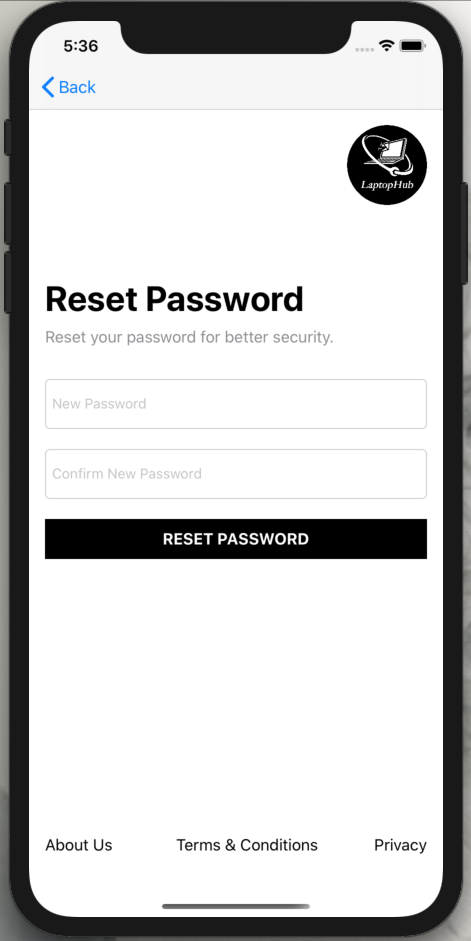 5:36
Back
LaptopHub
Reset Password
Reset your password for better security.
New Password
Confirm New Password
RESET PASSWORD
About Us
Terms & Conditions
Privacy